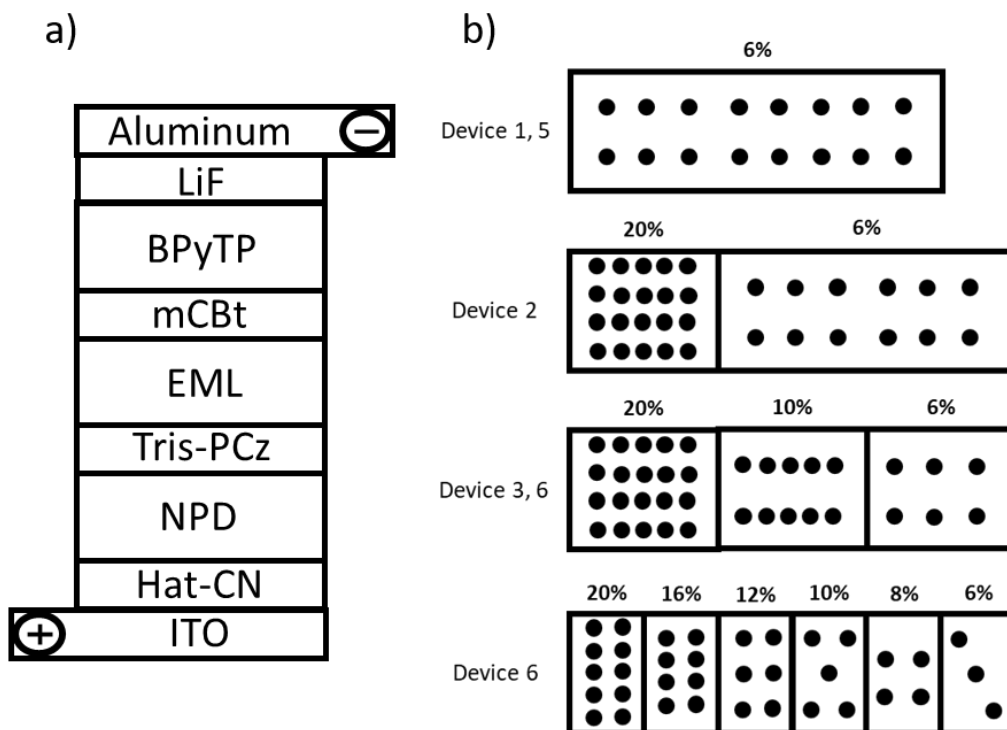 a)
Aluminum −
LiF
BPyTP
mCBt
EML
Tris-PCz
NPD
Hat-CN
+ ITO
b)
6%
Device 1, 5
20% 6%
Device 2
20% 10% 6%
Device 3, 6
20% 16% 12% 10% 8% 6%
Device 6